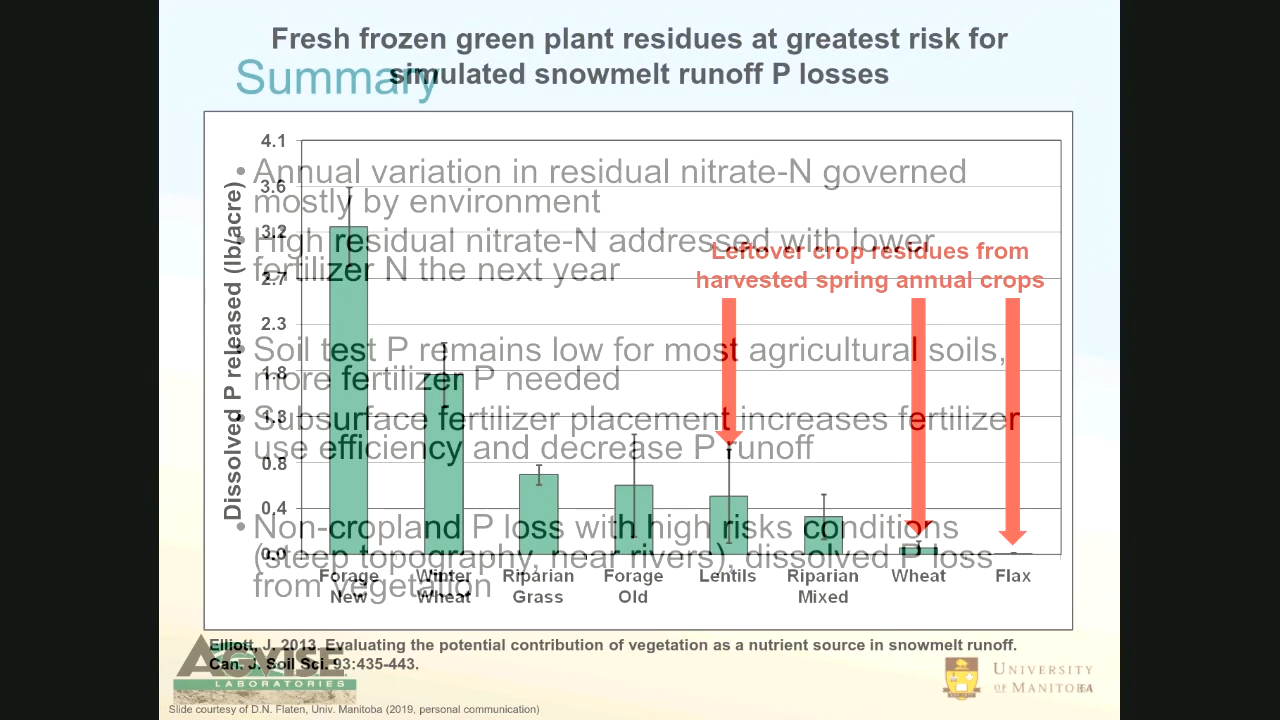 Fresh frozen green plant residues at greatest risk for
simulated snowmelt runoff P losses
Summary
• Annual variation in residual nitrate-N governed
mostly by environment
• High residual nitrate-N addressed with lower
fertilizer N the next year
• Soil test P remains low for most agricultural soils,
more fertilizer P needed
• Subsurface fertilizer placement increases fertilizer
use efficiency and decrease P runoff
• Non-cropland P loss with high risks conditions
(steep topography, near rivers), dissolved P loss
from vegetation
Dissolved P released (lb/acre)
4.1
3.6
3.2
2.7
2.3
1.8
1.3
0.8
0.4
0.0
Leftover crop residues from
harvested spring annual crops
Forage New
Winter Wheat
Riparian Grass
Forage Old
Lentils
Riparian Mixed
Wheat
Flax
Elliott, J. 2013. Evaluating the potential contribution of vegetation as a nutrient source in snowmelt runoff.
Can. J. Soil Sci. 93:435-443.
AGVISE
LABORATORIES
UNIVERSITY
OF MANITOBA
Slide courtesy of D.N. Flaten, Univ. Manitoba (2019, personal communication)